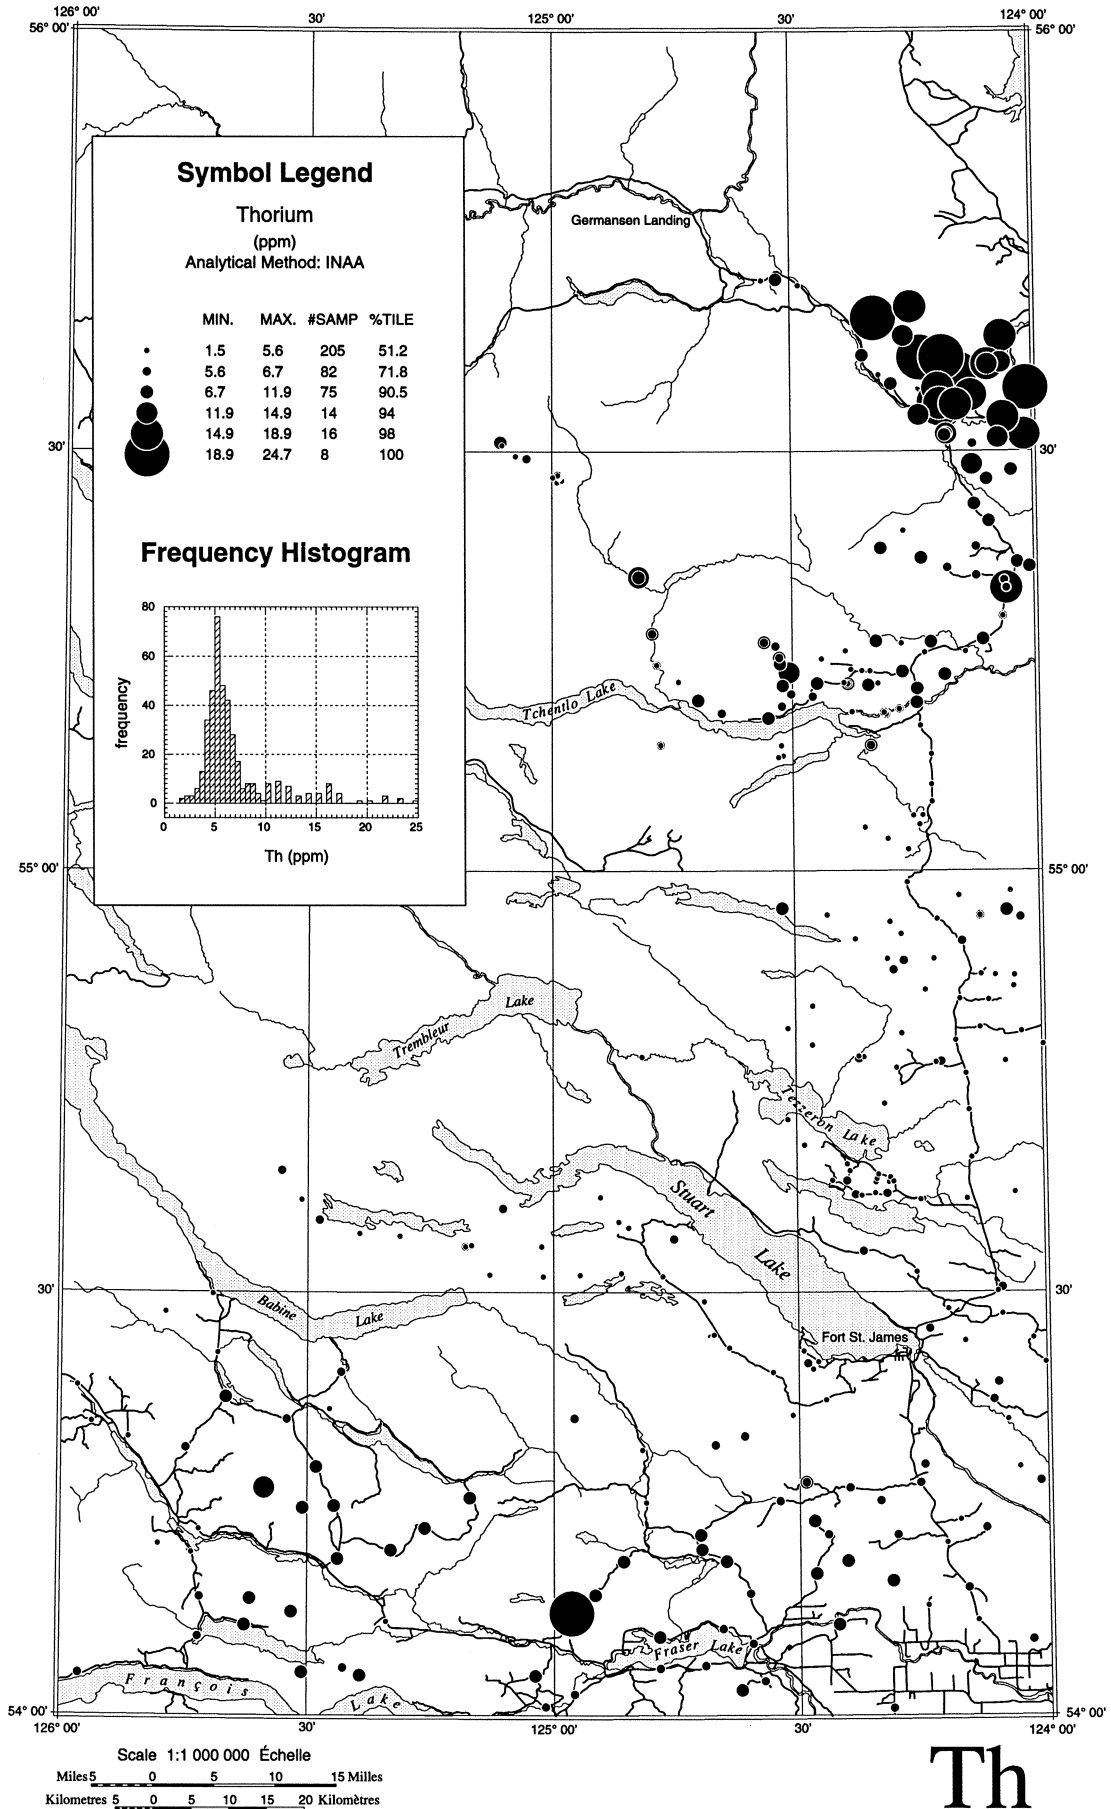 126° 00'
30'
125° 00'
30'
124° 00'
56° 00'
56° 00'
Symbol Legend
Thorium
(ppm)
Analytical Method: INAA
MIN. MAX. #SAMP %TILE
1.5 5.6 205 51.2
5.6 6.7 82 71.8
6.7 11.9 75 90.5
11.9 14.9 14 94
14.9 18.9 16 98
18.9 24.7 8 100
Germansen Landing
30'
30'
Frequency Histogram
80
60
40
20
0
frequency
0 5 10 15 20 25
Th (ppm)
Tchentlo Lake
55° 00'
55° 00'
Trembleur Lake
Tezzeron Lake
Stuart Lake
30'
30'
Babine Lake
Fort St. James
Fraser Lake
François Lake
54° 00'
54° 00'
126° 00'
30'
125° 00'
30'
124° 00'
Scale 1:1 000 000 Échelle
Miles 5 0 5 10 15 Milles
Kilometres 5 0 5 10 15 20 Kilomètres
Th